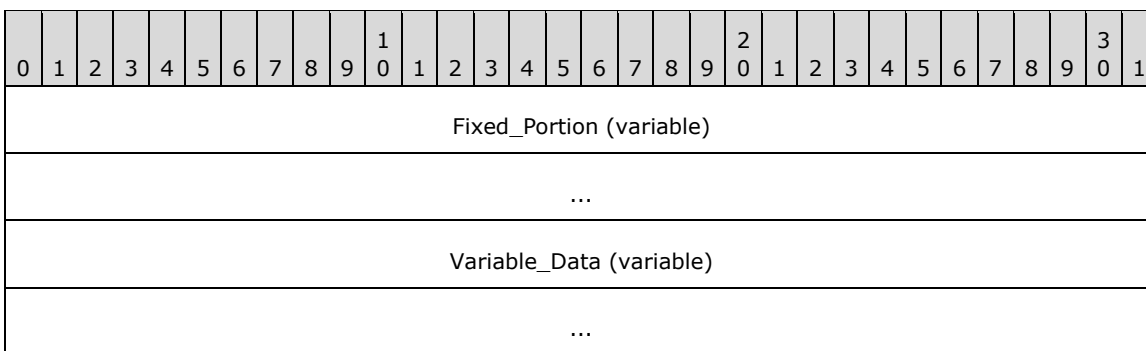 1 2 3
0 1 2 3 4 5 6 7 8 9 0 1 2 3 4 5 6 7 8 9 0 1 2 3 4 5 6 7 8 9 0 1
Fixed_Portion (variable)
...
Variable_Data (variable)
...